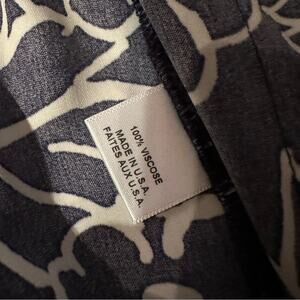 100% VISCOSE
MADE IN U.S.A.
FAITES AUX U.S.A.